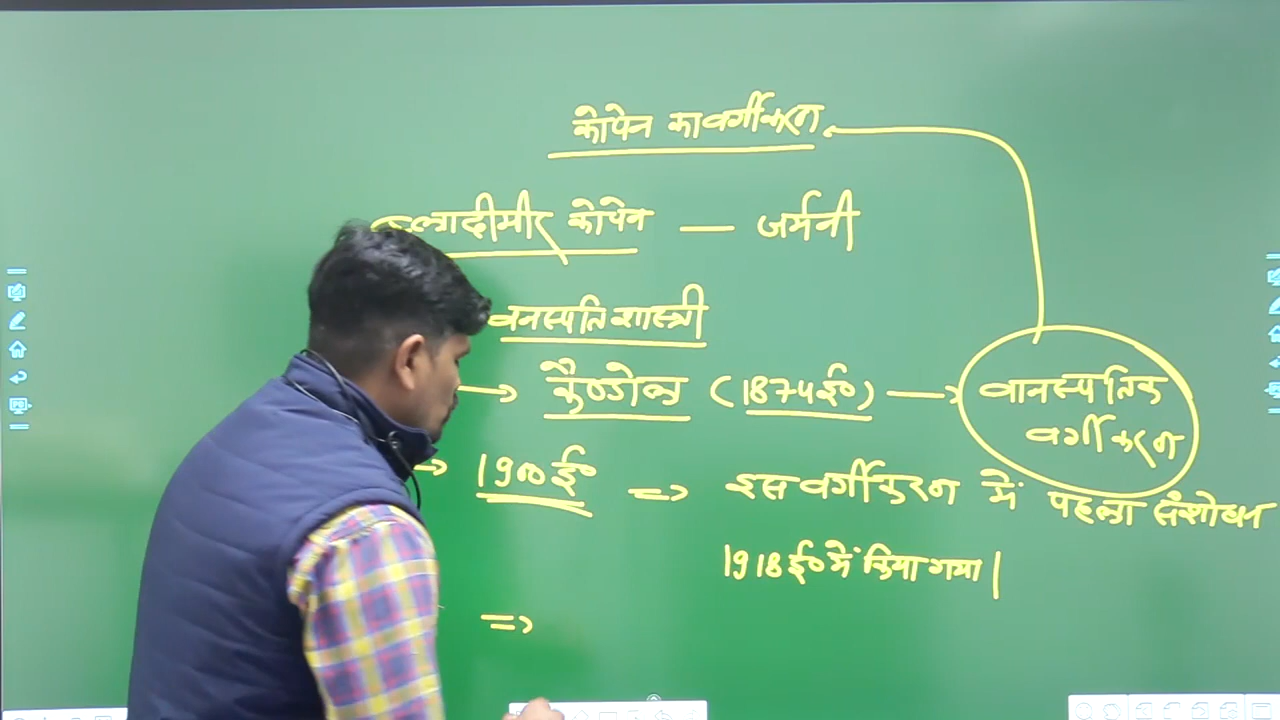 कोपेन का वर्गीकरण
व्लादीमीर कोपेन — जर्मनी
वनस्पति शास्त्री
→ कैण्डोल (1874ई०) → वानस्पतिक
वर्गीकरण
→ 1900ई० => इस वर्गीकरण में पहला संशोधन
1918ई० में किया गया|
=>